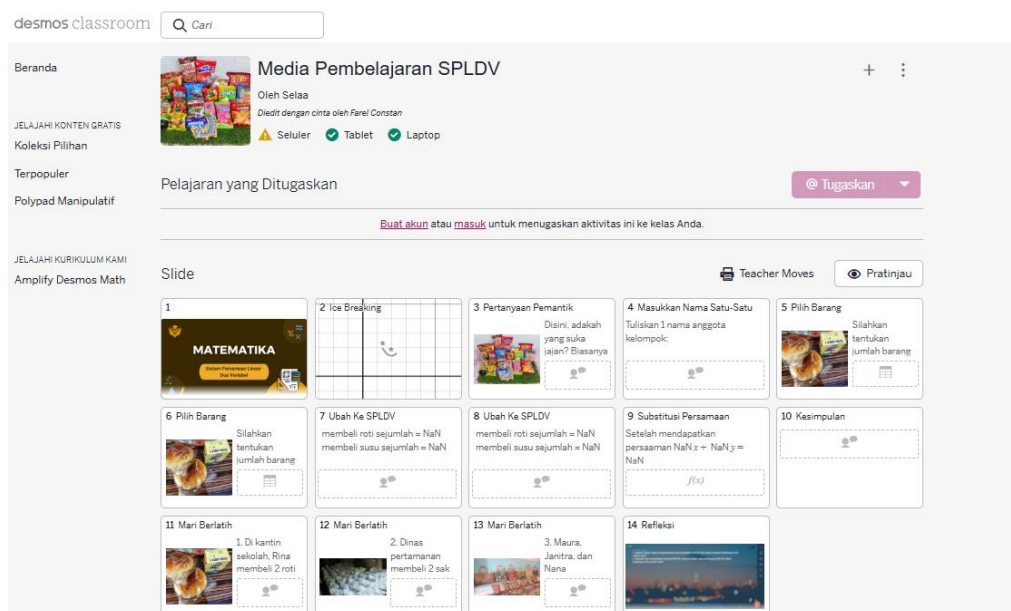 desmos classroom
Cari
Beranda
JELAJAHI KONTEN GRATIS
Koleksi Pilihan
Terpopuler
Polypad Manipulatif
JELAJAHI KURIKULUM KAMI
Amplify Desmos Math
Media Pembelajaran SPLDV
Oleh Selaa
Diedit dengan cinta oleh Farel Constan
Seluler Tablet Laptop
Pelajaran yang Ditugaskan
@ Tugaskan
Buat akun atau masuk untuk menugaskan aktivitas ini ke kelas Anda.
Slide
Teacher Moves
Pratinjau
1
MATEMATIKA
Sistem Persamaan Linear
Dua Variabel
2 Ice Breaking
3 Pertanyaan Pemantik
Disini, adakah
yang suka
jajan? Biasanya
4 Masukkan Nama Satu-Satu
Tuliskan 1 nama anggota
kelompok:
5 Pilih Barang
Silahkan
tentukan
jumlah barang
6 Pilih Barang
Silahkan
tentukan
jumlah barang
7 Ubah Ke SPLDV
membeli roti sejumlah = NaN
membeli susu sejumlah = NaN
8 Ubah Ke SPLDV
membeli roti sejumlah = NaN
membeli susu sejumlah = NaN
9 Substitusi Persamaan
Setelah mendapatkan
persaaman NaN x + NaN y =
NaN
f(x)
10 Kesimpulan
11 Mari Berlatih
1. Di kantin
sekolah, Rina
membeli 2 roti
12 Mari Berlatih
2. Dinas
pertamanan
membeli 2 sak
13 Mari Berlatih
3. Maura,
Janitra, dan
Nana
14 Refleksi